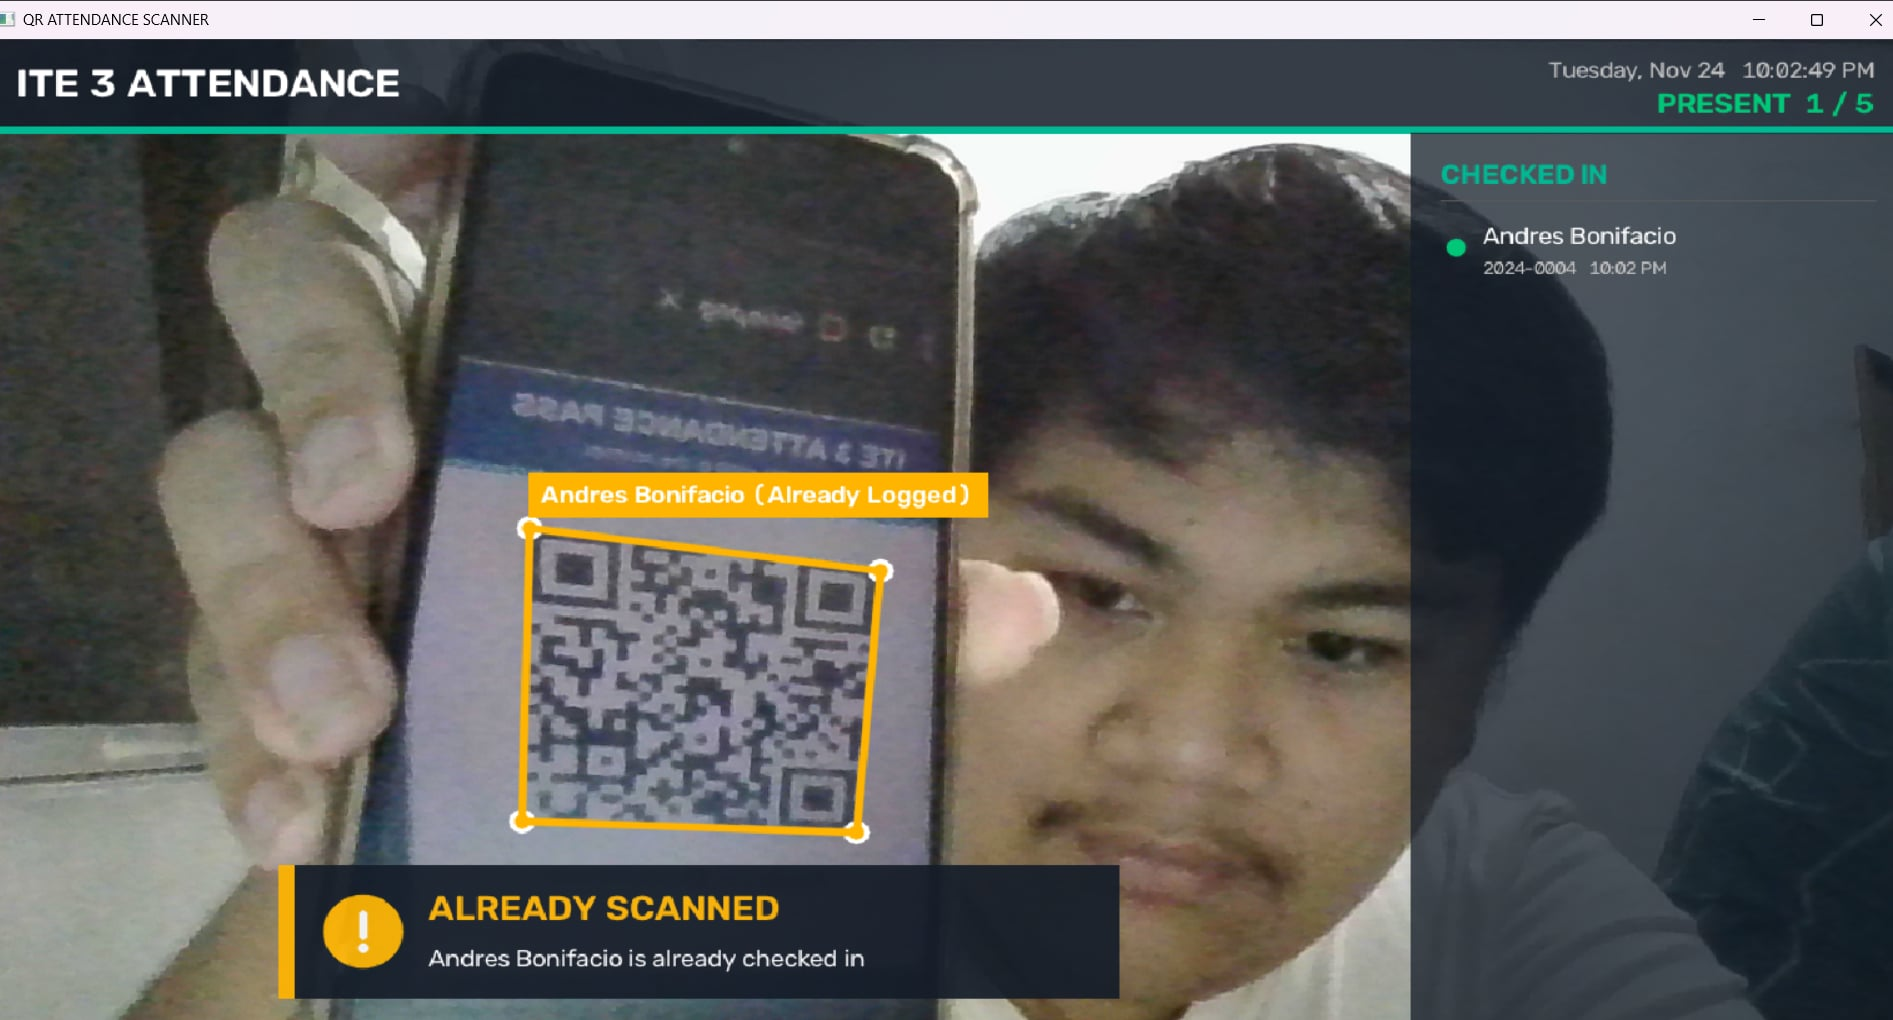 QR ATTENDANCE SCANNER
ITE 3 ATTENDANCE
Tuesday, Nov 24 10:02:49 PM
PRESENT 1 / 5
CHECKED IN
Andres Bonifacio
2024-0004 10:02 PM
ITE 3 ATTENDANCE PASS
Andres Bonifacio (Already Logged)
ALREADY SCANNED
Andres Bonifacio is already checked in